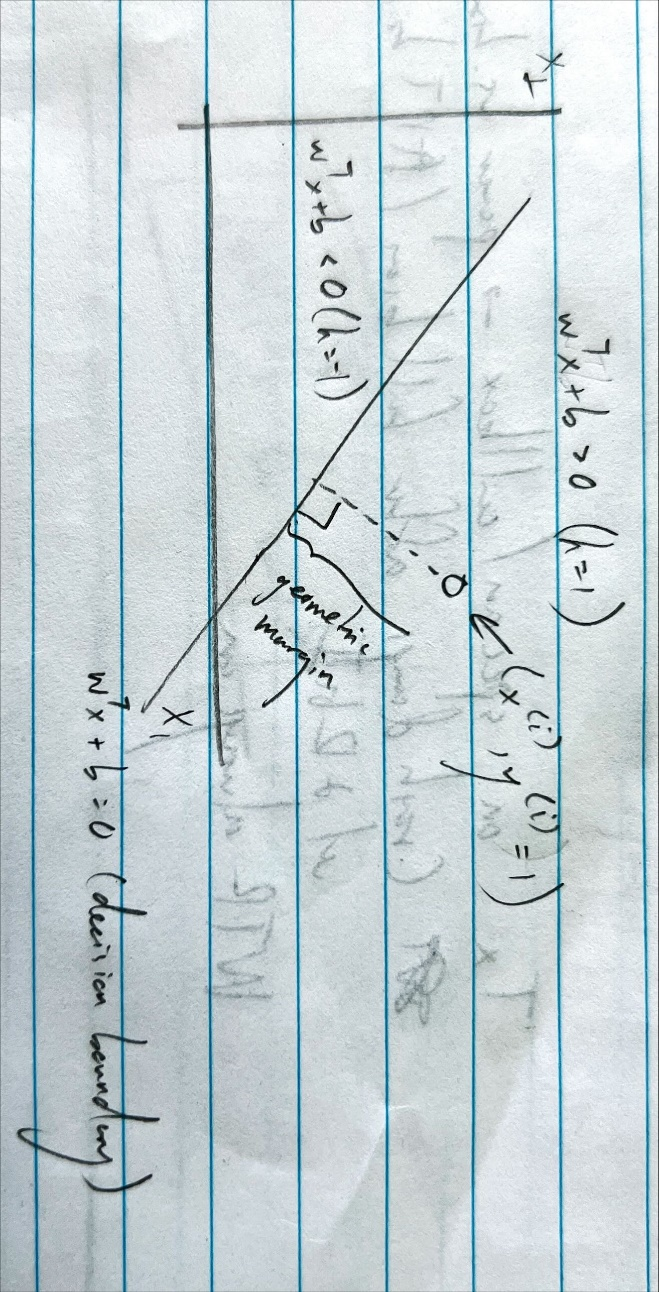 x₂
wᵀx+b > 0 (h=1)
wᵀx+b < 0 (h=-1)
(x^(i), y^(i) = 1)
geometric
margin
x₁
wᵀx+b=0. (decision boundary)